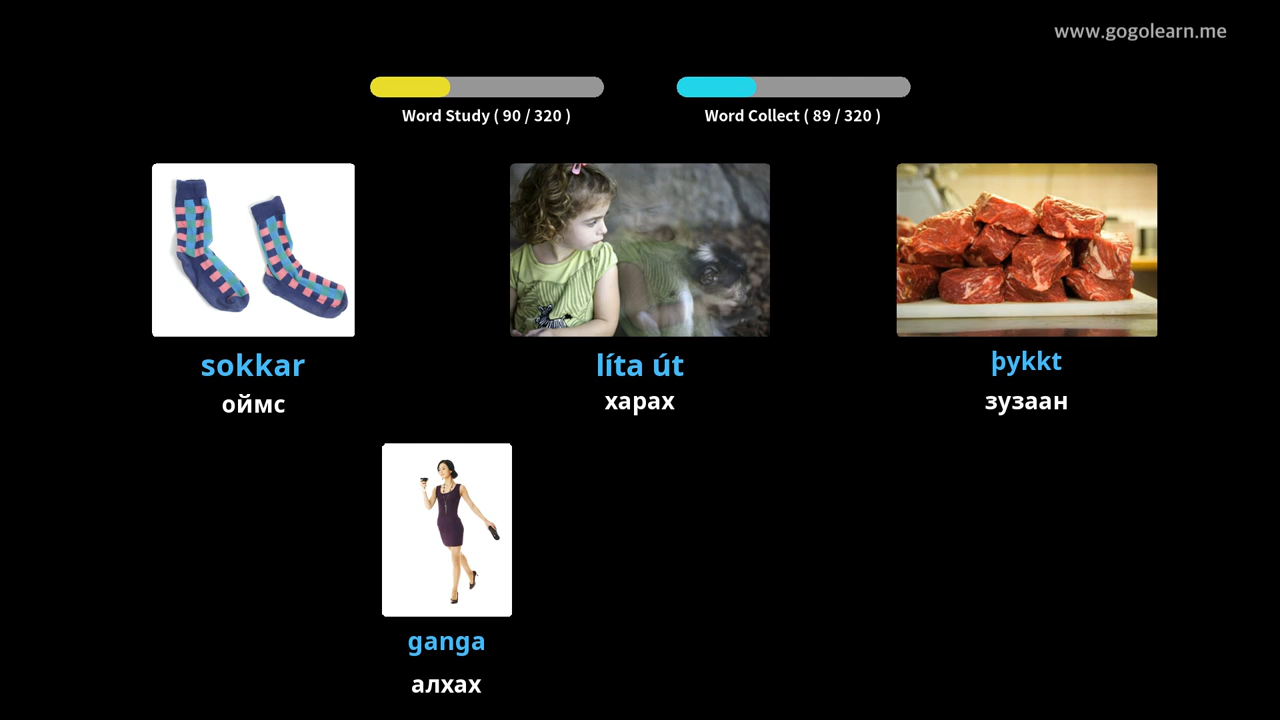 www.gogolearn.me
Word Study ( 90 / 320 )
Word Collect ( 89 / 320 )
sokkar
оймс
líta út
харах
þykkt
зузаан
ganga
алхах